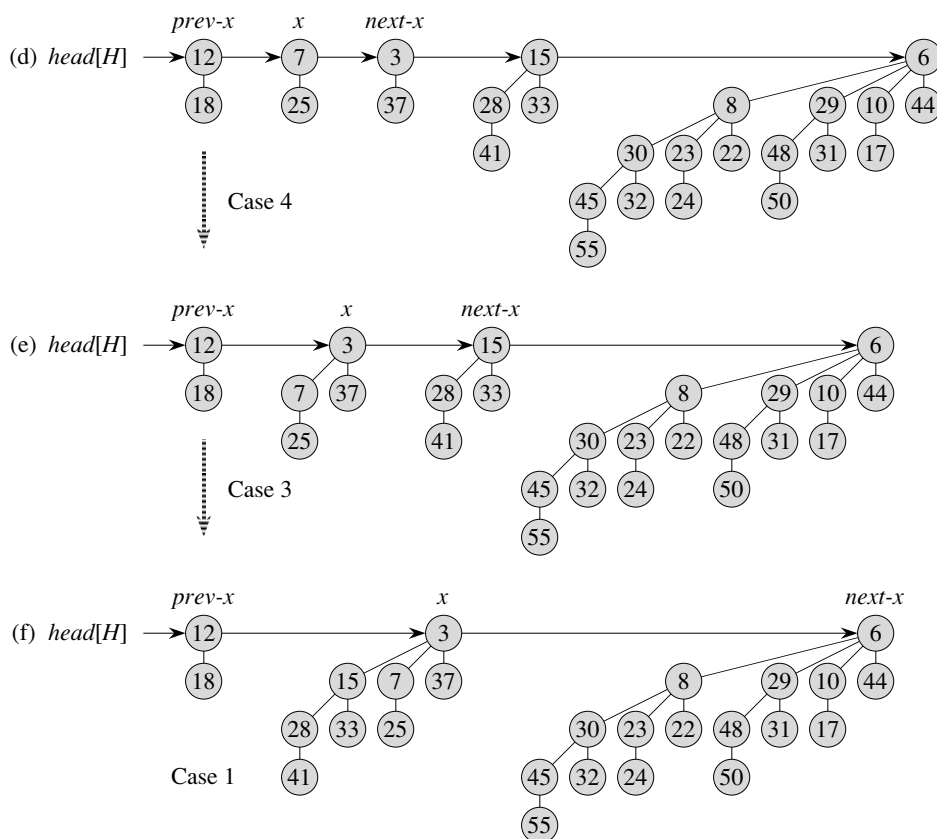 prev-x x next-x
(d) head[H] 12 7 3 15 6
18 25 37 28 33 8 29 10 44
41 30 23 22 48 31 17
Case 4 45 32 24 50
55
prev-x x next-x
(e) head[H] 12 3 15 6
18 7 37 28 33 8 29 10 44
25 41 30 23 22 48 31 17
Case 3 45 32 24 50
55
prev-x x next-x
(f) head[H] 12 3 6
18 15 7 37 8 29 10 44
28 33 25 30 23 22 48 31 17
Case 1 41 45 32 24 50
55